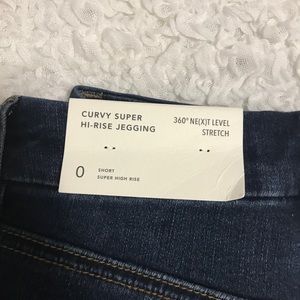 CURVY SUPER
HI-RISE JEGGING
360° NE(X)T LEVEL
STRETCH
0
SHORT
SUPER HIGH RISE